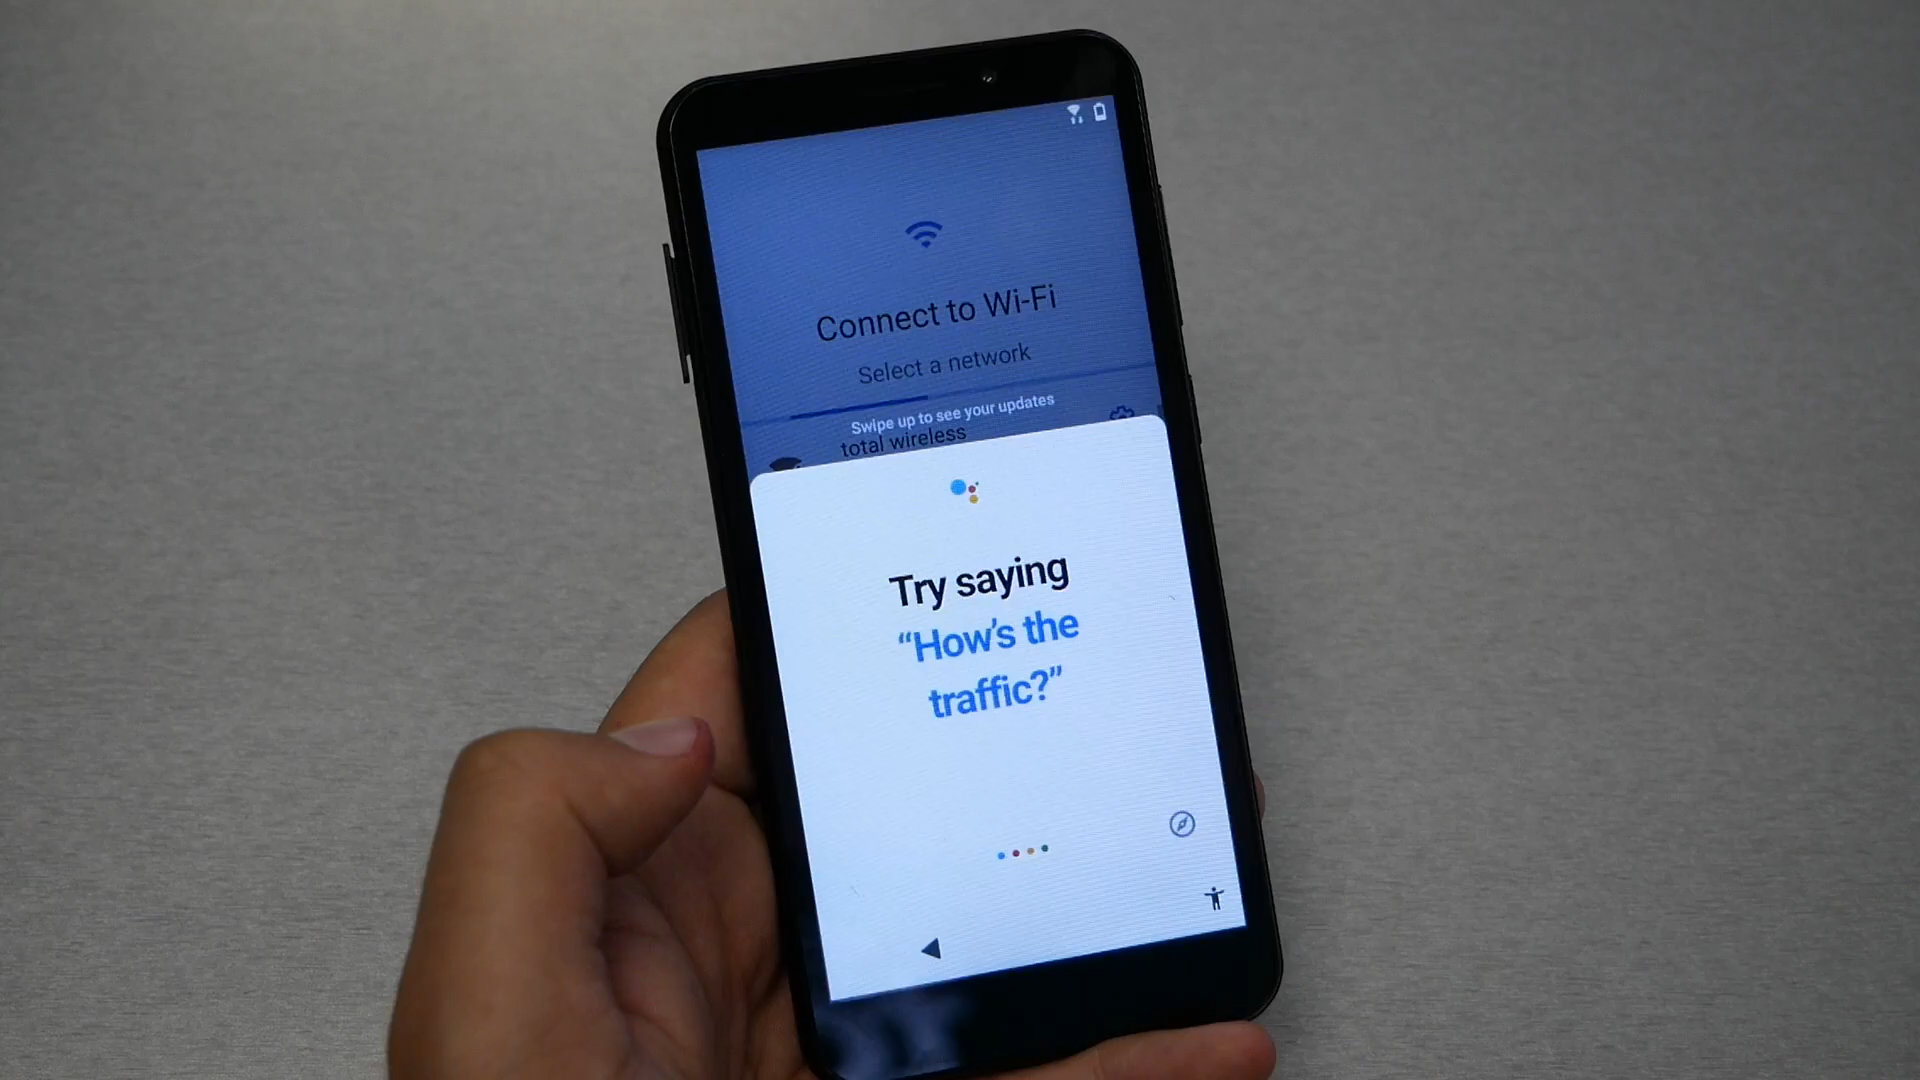 Connect to Wi-Fi
Select a network
Swipe up to see your updates
total wireless
Try saying
“How’s the
traffic?”